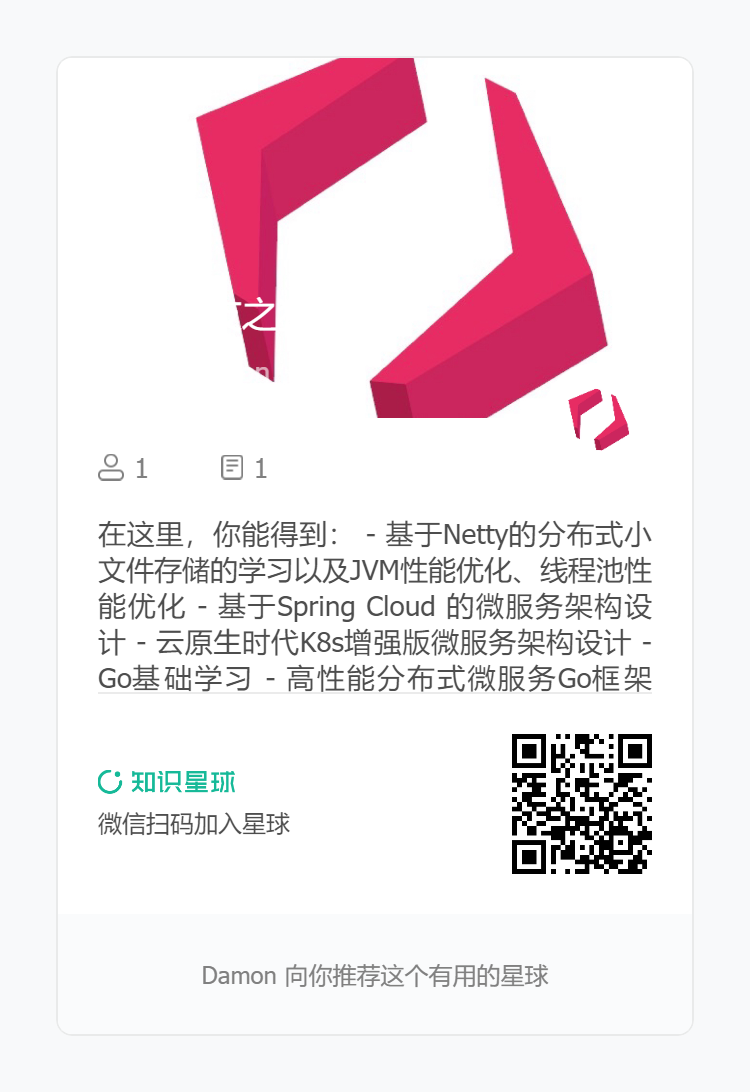 之
n
1
1
在这里，你能得到： - 基于Netty的分布式小
文件存储的学习以及JVM性能优化、线程池性
能优化 - 基于Spring Cloud 的微服务架构设
计 - 云原生时代K8s增强版微服务架构设计 -
Go基础学习 - 高性能分布式微服务Go框架
知识星球
微信扫码加入星球
Damon 向你推荐这个有用的星球